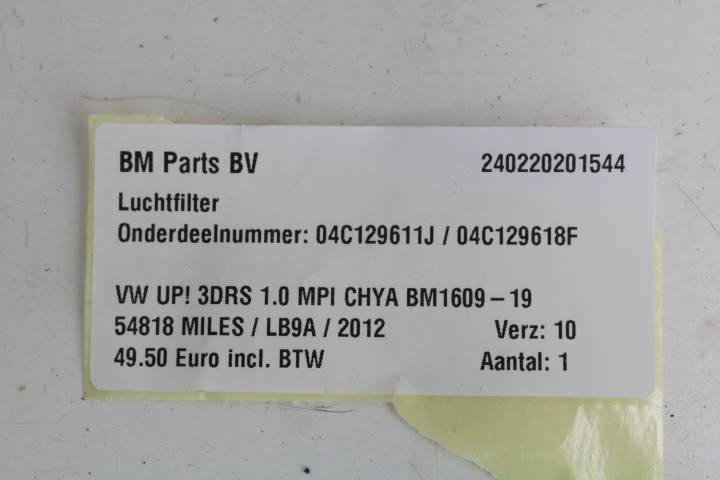 BM Parts BV 240220201544
Luchtfilter
Onderdeelnummer: 04C129611J / 04C129618F
VW UP! 3DRS 1.0 MPI CHYA BM1609 – 19
54818 MILES / LB9A / 2012 Verz: 10
49.50 Euro incl. BTW Aantal: 1